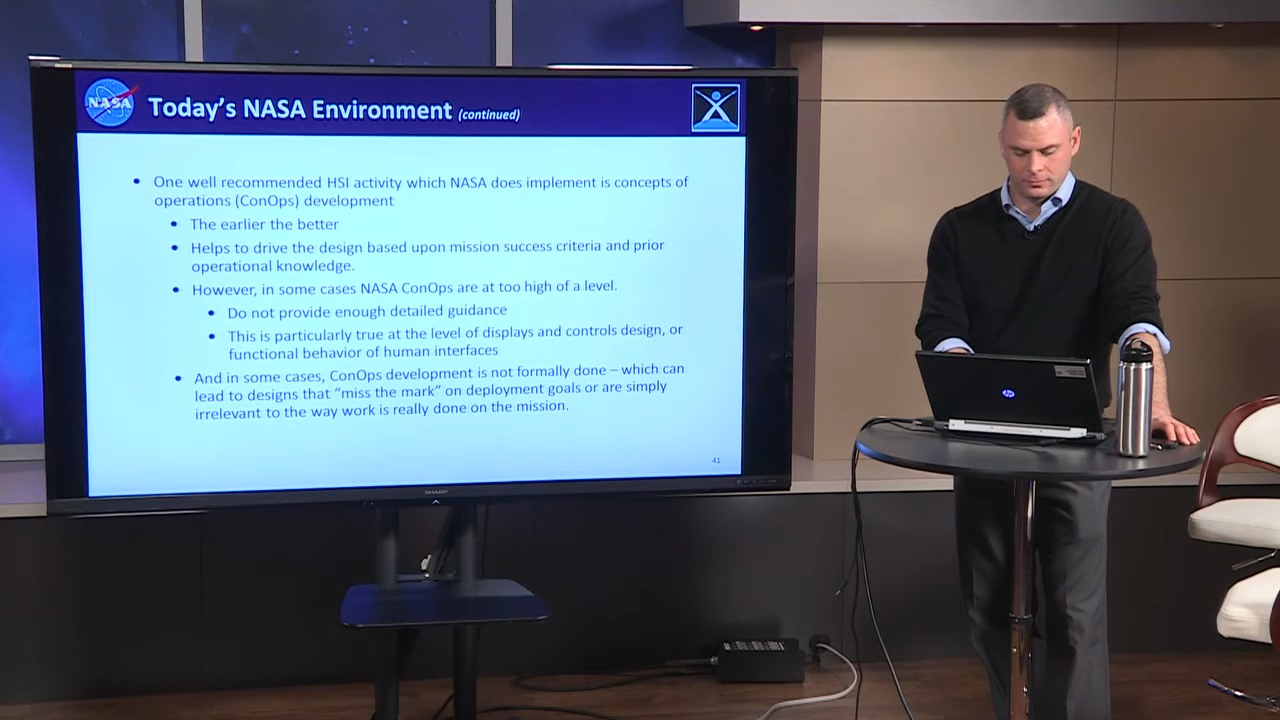 NASA
Today's NASA Environment (continued)
• One well recommended HSI activity which NASA does implement is concepts of
operations (ConOps) development
• The earlier the better
• Helps to drive the design based upon mission success criteria and prior
operational knowledge.
• However, in some cases NASA ConOps are at too high of a level.
• Do not provide enough detailed guidance
• This is particularly true at the level of displays and controls design, or
functional behavior of human interfaces
• And in some cases, ConOps development is not formally done – which can
lead to designs that “miss the mark” on deployment goals or are simply
irrelevant to the way work is really done on the mission.
41
SHARP
hp